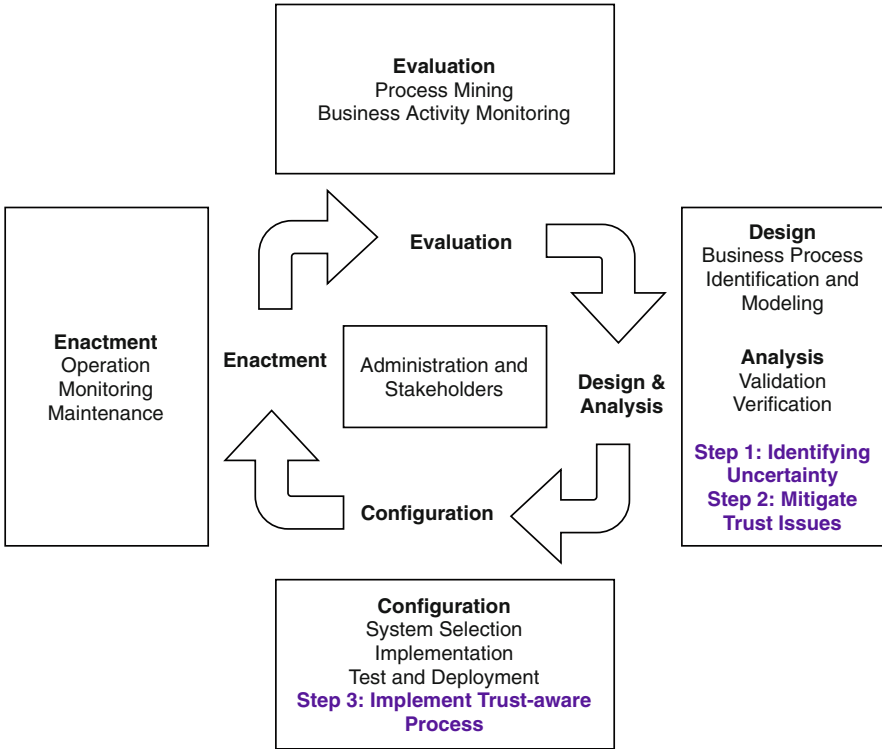 Evaluation
Process Mining
Business Activity Monitoring
Evaluation
Design
Business Process
Identification and
Modeling
Analysis
Validation
Verification
Step 1: Identifying
Uncertainty
Step 2: Mitigate
Trust Issues
Enactment
Operation
Monitoring
Maintenance
Enactment
Administration and
Stakeholders
Design &
Analysis
Configuration
Configuration
System Selection
Implementation
Test and Deployment
Step 3: Implement Trust-aware
Process